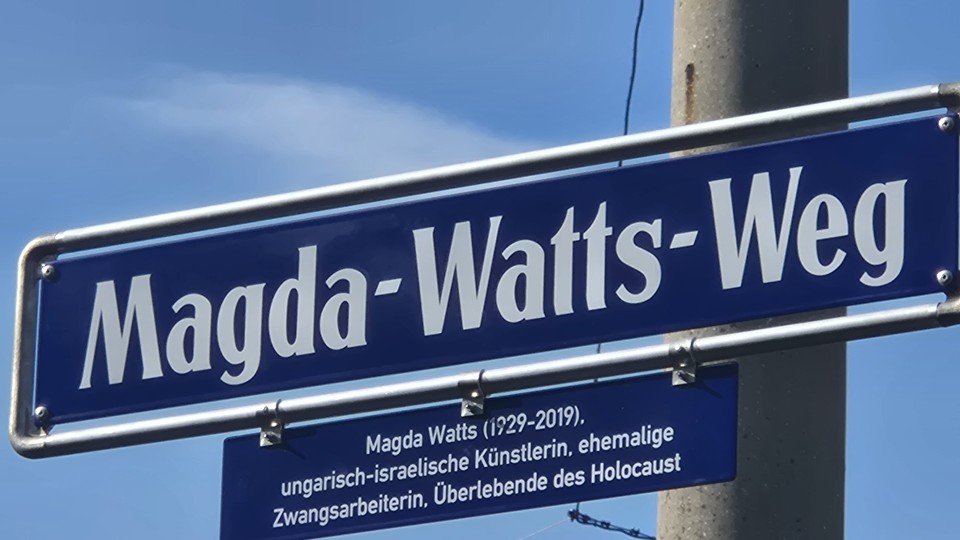 Magda-Watts-Weg
Magda Watts (1929-2019),
ungarisch-israelische Künstlerin, ehemalige
Zwangsarbeiterin, Überlebende des Holocaust